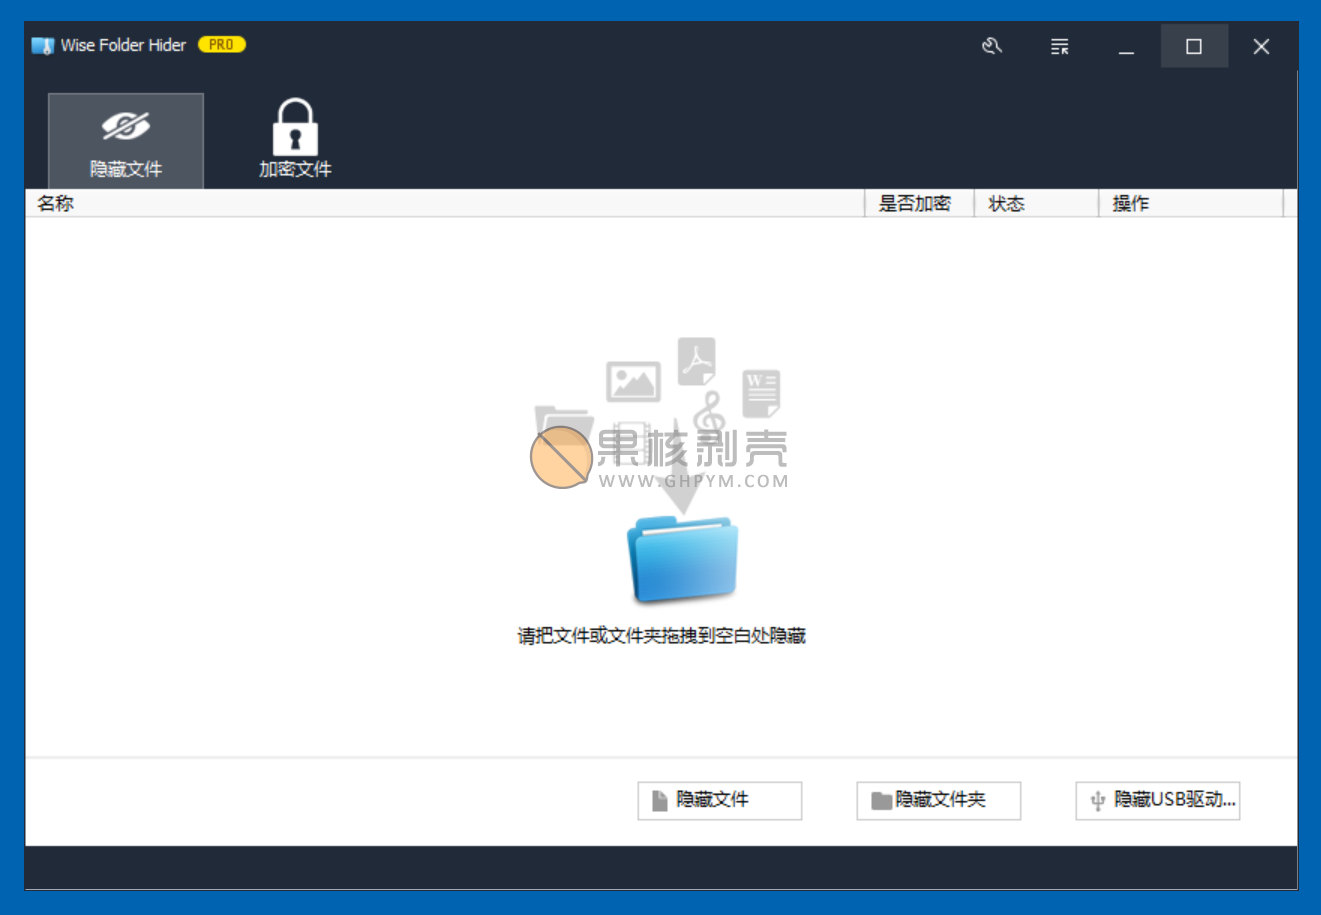 Wise Folder Hider PRO
隐藏文件 加密文件
名称 是否加密 状态 操作
W
果核剥壳
WWW.GHPYM.COM
请把文件或文件夹拖拽到空白处隐藏
隐藏文件 隐藏文件夹 隐藏USB驱动...